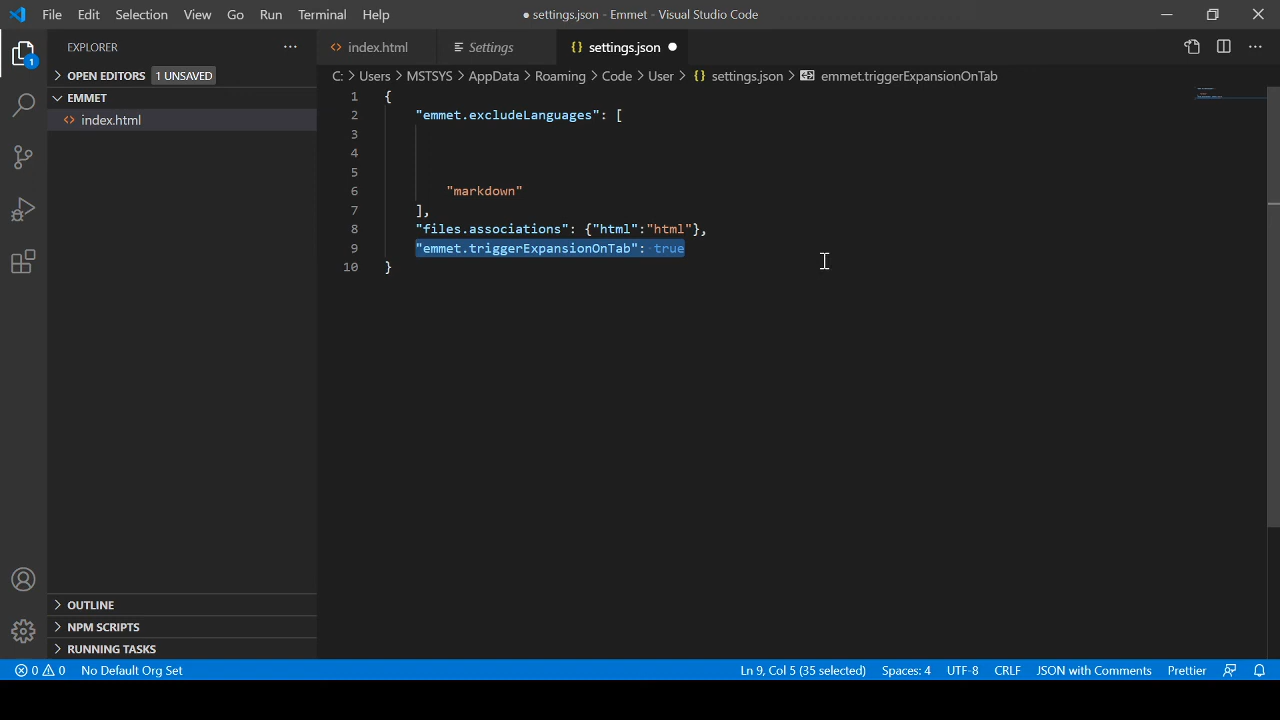 File Edit Selection View Go Run Terminal Help
● settings.json - Emmet - Visual Studio Code
EXPLORER
index.html
Settings
{} settings.json ●
1
OPEN EDITORS 1 UNSAVED
C: > Users > MSTSYS > AppData > Roaming > Code > User > {} settings.json > emmet.triggerExpansionOnTab
EMMET
index.html
1 {
2 "emmet.excludeLanguages": [
3
4
5
6 "markdown"
7 ],
8 "files.associations": {"html":"html"},
9 "emmet.triggerExpansionOnTab": true
10 }
OUTLINE
NPM SCRIPTS
RUNNING TASKS
0 0 No Default Org Set
Ln 9, Col 5 (35 selected) Spaces: 4 UTF-8 CRLF JSON with Comments Prettier